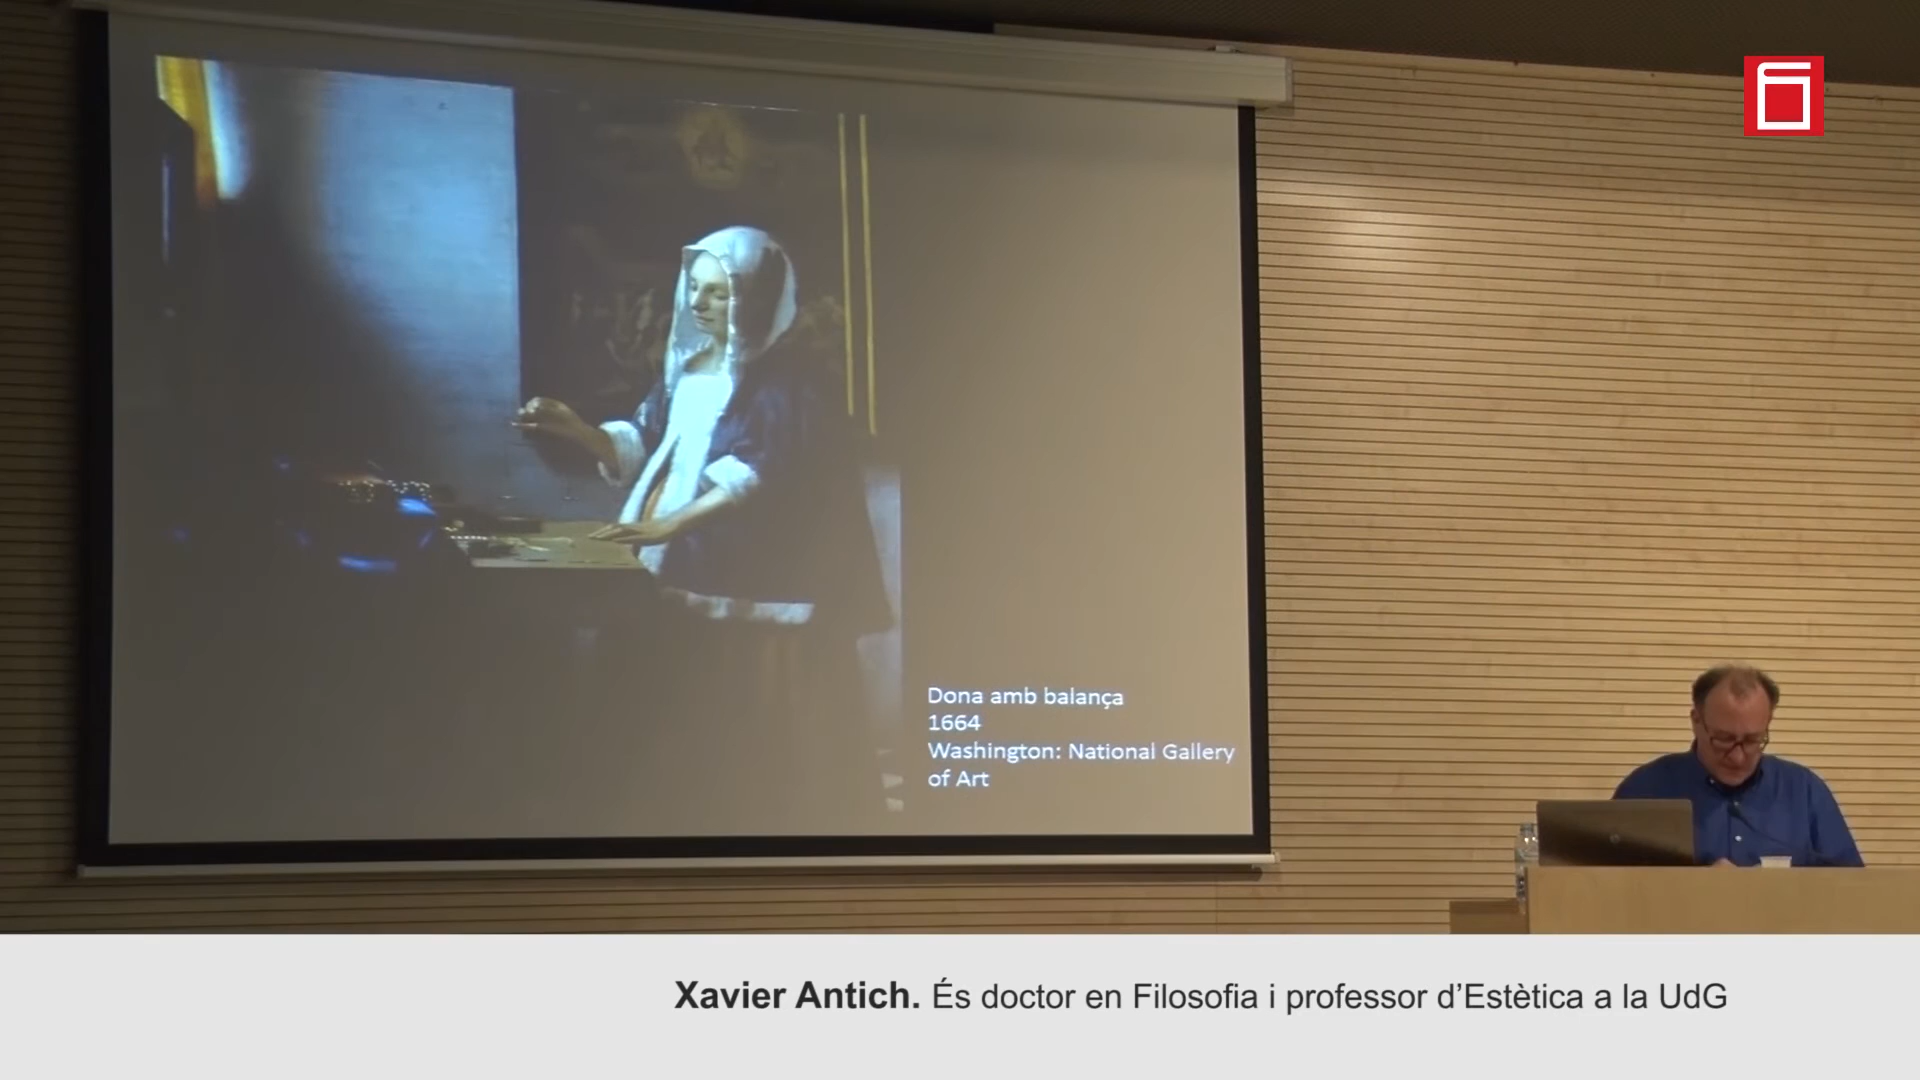 Dona amb balança
1664
Washington: National Gallery
of Art
Xavier Antich. És doctor en Filosofia i professor d'Estètica a la UdG